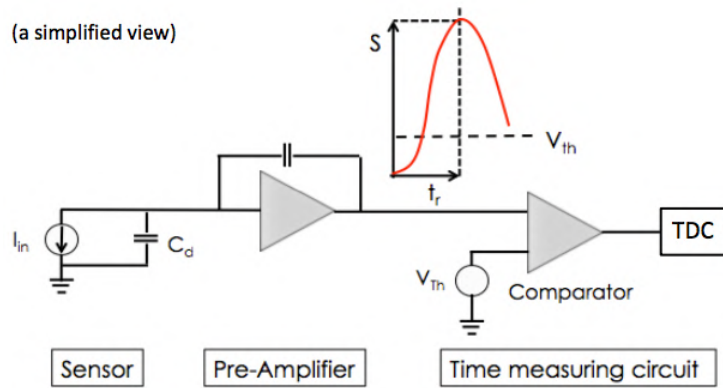 (a simplified view)
S
V_th
t_r
I_in
C_d
V_Th
TDC
Comparator
Sensor
Pre-Amplifier
Time measuring circuit